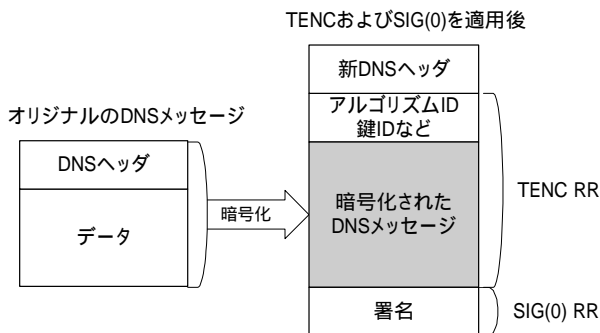 TENCおよびSIG(0)を適用後
新DNSヘッダ
アルゴリズムID
鍵IDなど
オリジナルのDNSメッセージ
DNSヘッダ
データ
暗号化
暗号化された
DNSメッセージ
TENC RR
署名
SIG(0) RR